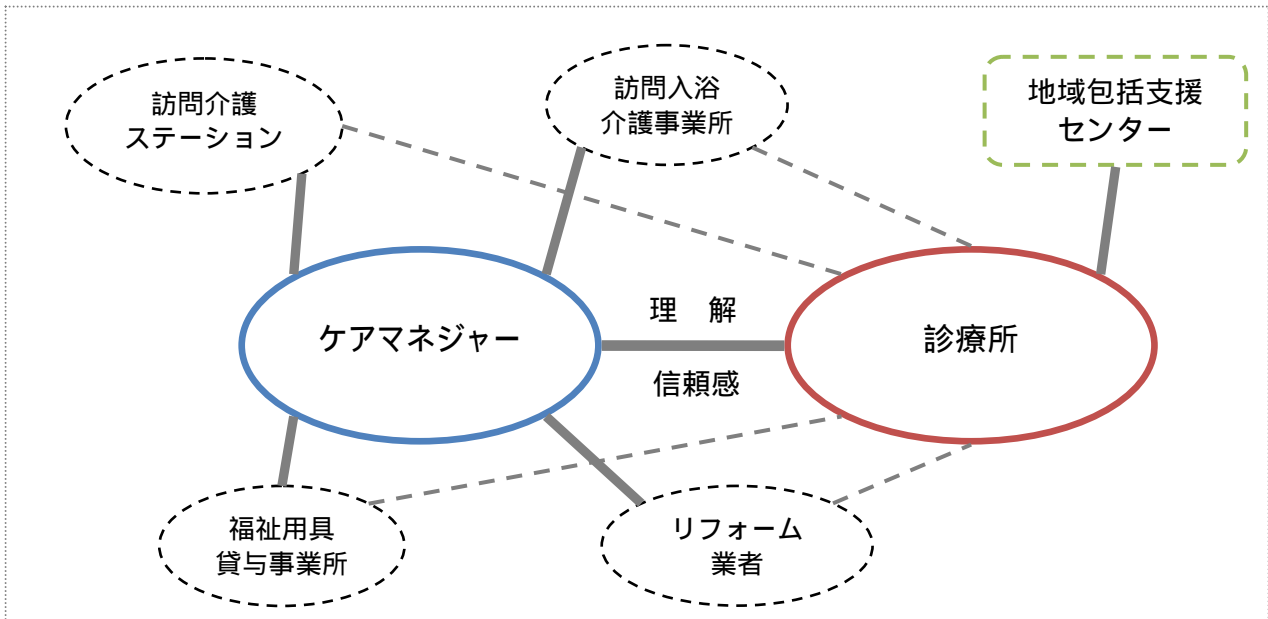 訪問介護
ステーション
訪問入浴
介護事業所
地域包括支援
センター
ケアマネジャー
理　解
信頼感
診療所
福祉用具
貸与事業所
リフォーム
業者